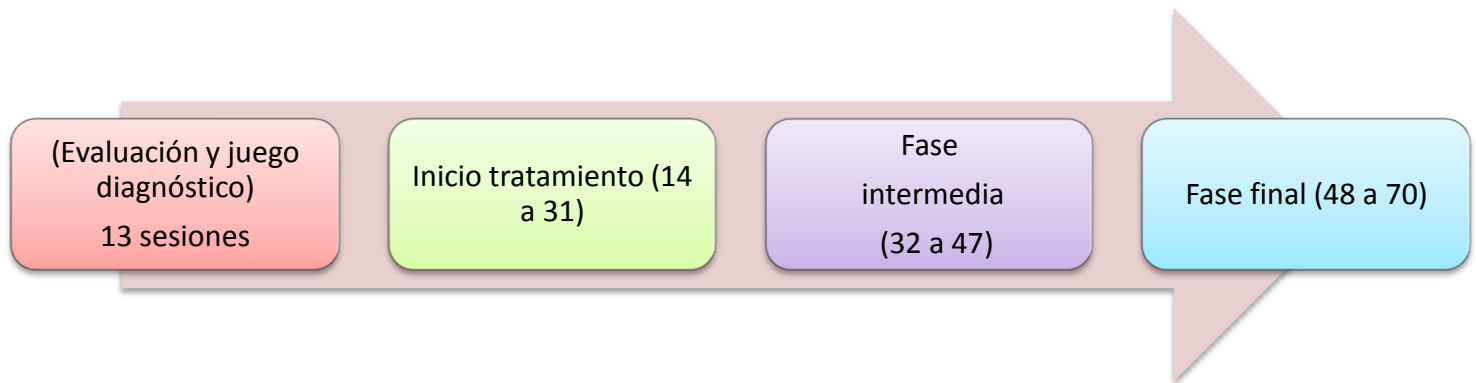 (Evaluación y juego
diagnóstico)
13 sesiones
Inicio tratamiento (14
a 31)
Fase
intermedia
(32 a 47)
Fase final (48 a 70)